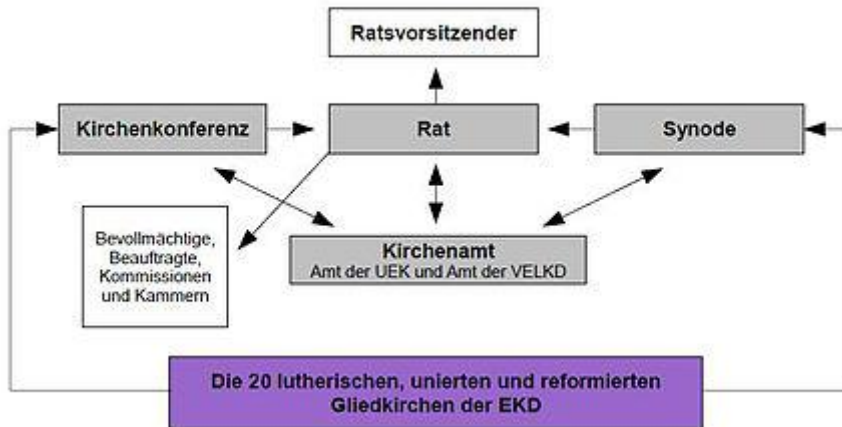 Ratsvorsitzender
Kirchenkonferenz
Rat
Synode
Bevollmächtige,
Beauftragte,
Kommissionen
und Kammern
Kirchenamt
Amt der UEK und Amt der VELKD
Die 20 lutherischen, unierten und reformierten
Gliedkirchen der EKD